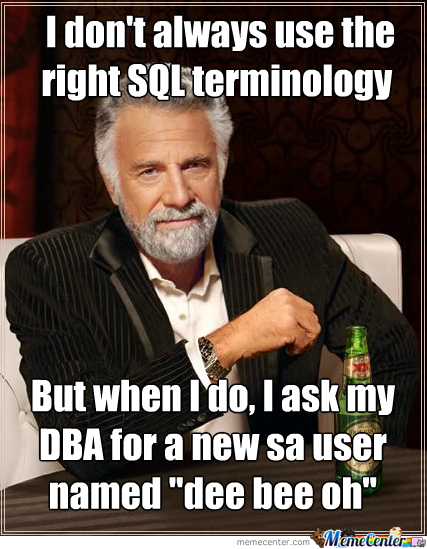 I don't always use the
right SQL terminology
But when I do, I ask my
DBA for a new sa user
named "dee bee oh"
memecenter.com MemeCenter